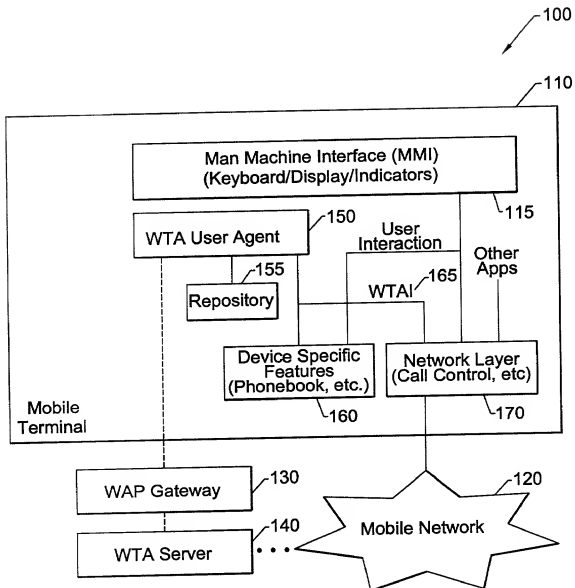 100
110
Man Machine Interface (MMI)
(Keyboard/Display/Indicators)
115
150
WTA User Agent
User
Interaction
Other
Apps
155
Repository
WTAI
165
Device Specific
Features
(Phonebook, etc.)
160
Network Layer
(Call Control, etc)
170
Mobile
Terminal
WAP Gateway
130
120
Mobile Network
WTA Server
140